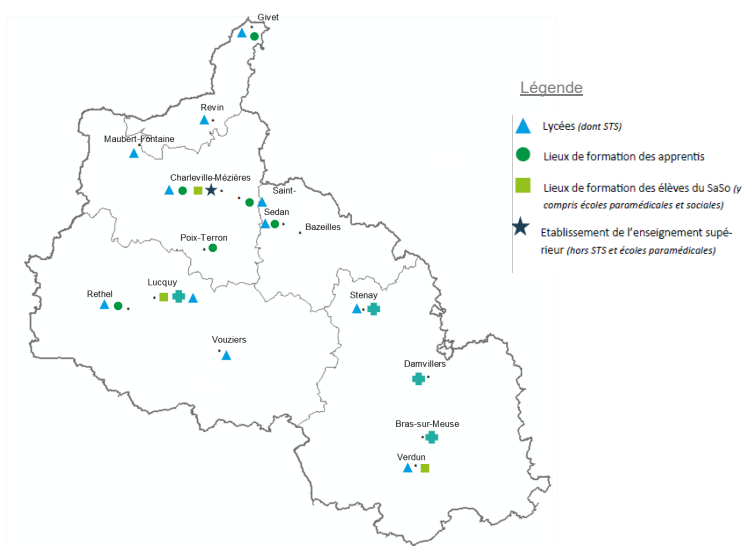 Givet
Légende
Revin
Lycées (dont STS)
Maubert-Fontaine
Lieux de formation des apprentis
Charleville-Mézières
Lieux de formation des élèves du SaSo (y
compris écoles paramédicales et sociales)
Saint-
Sedan
Bazeilles
Etablissement de l'enseignement supé-
rieur (hors STS et écoles paramédicales)
Poix-Terron
Lucquy
Rethel
Stenay
Vouziers
Damvillers
Bras-sur-Meuse
Verdun